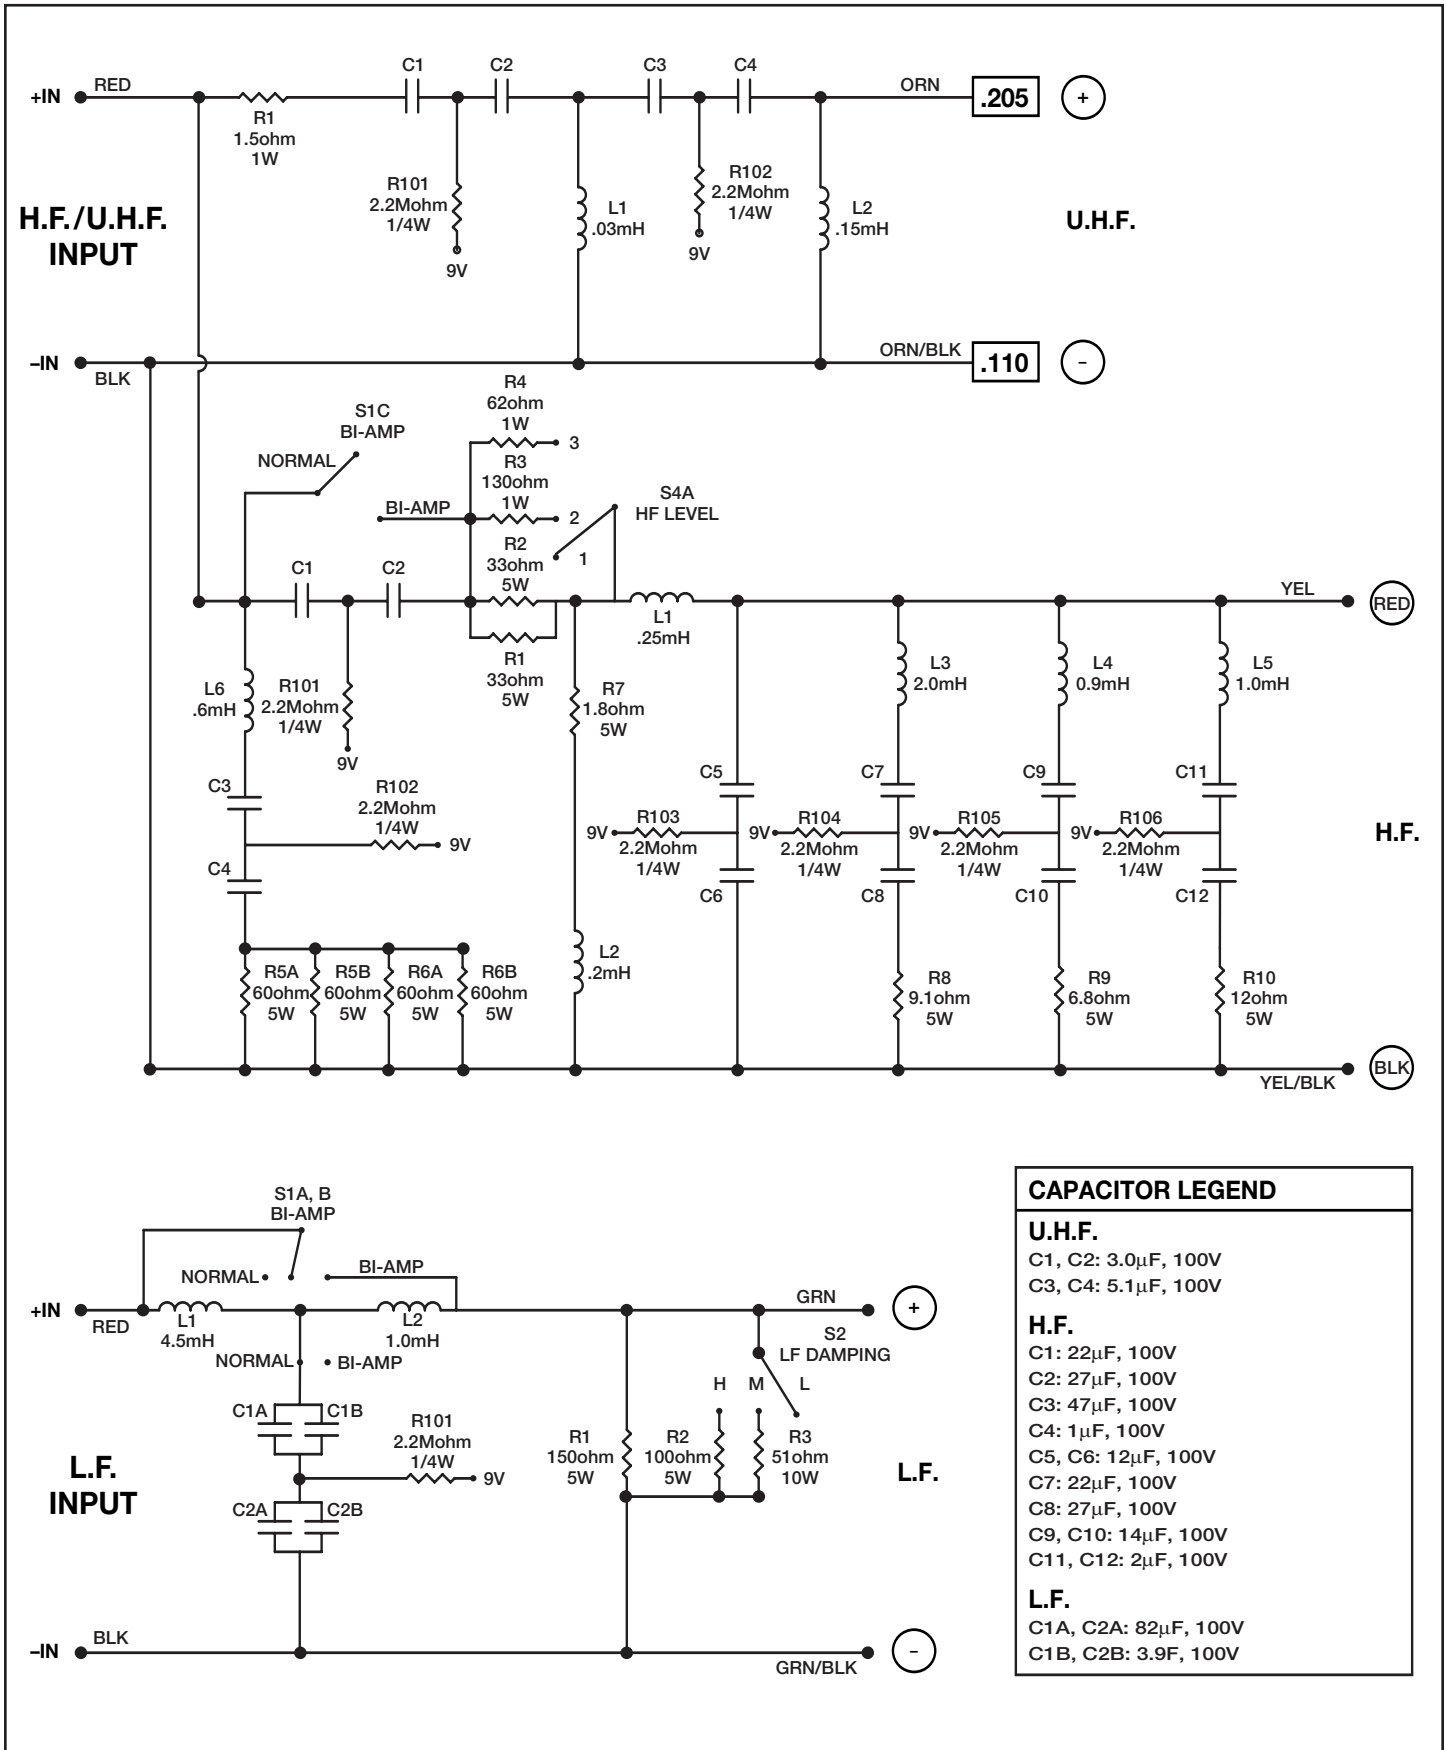 C1
C2
C3
C4
+IN
RED
ORN
.205
+
R1
1.5ohm
1W
R101
2.2Mohm
1/4W
9V
L1
.03mH
R102
2.2Mohm
1/4W
9V
L2
.15mH
H.F./U.H.F.
INPUT
U.H.F.
–IN
BLK
ORN/BLK
.110
-
S1C
BI-AMP
NORMAL
R4
62ohm
1W
3
R3
130ohm
1W
BI-AMP
2
S4A
HF LEVEL
1
R2
33ohm
5W
C1
C2
YEL
RED
L1
.25mH
R1
33ohm
5W
L6
.6mH
R101
2.2Mohm
1/4W
9V
R7
1.8ohm
5W
L3
2.0mH
L4
0.9mH
L5
1.0mH
C3
R102
2.2Mohm
1/4W
9V
C4
C5
C7
C9
C11
9V
R103
2.2Mohm
1/4W
9V
R104
2.2Mohm
1/4W
9V
R105
2.2Mohm
1/4W
9V
R106
2.2Mohm
1/4W
H.F.
C6
C8
C10
C12
R5A
60ohm
5W
R5B
60ohm
5W
R6A
60ohm
5W
R6B
60ohm
5W
L2
.2mH
R8
9.1ohm
5W
R9
6.8ohm
5W
R10
12ohm
5W
YEL/BLK
BLK
S1A, B
BI-AMP
NORMAL
BI-AMP
+IN
RED
L1
4.5mH
L2
1.0mH
GRN
+
NORMAL
BI-AMP
S2
LF DAMPING
H
M
L
C1A
C1B
R101
2.2Mohm
1/4W
9V
C2A
C2B
R1
150ohm
5W
R2
100ohm
5W
R3
51ohm
10W
L.F.
INPUT
L.F.
–IN
BLK
GRN/BLK
-
CAPACITOR LEGEND
U.H.F.
C1, C2: 3.0µF, 100V
C3, C4: 5.1µF, 100V
H.F.
C1: 22µF, 100V
C2: 27µF, 100V
C3: 47µF, 100V
C4: 1µF, 100V
C5, C6: 12µF, 100V
C7: 22µF, 100V
C8: 27µF, 100V
C9, C10: 14µF, 100V
C11, C12: 2µF, 100V
L.F.
C1A, C2A: 82µF, 100V
C1B, C2B: 3.9F, 100V